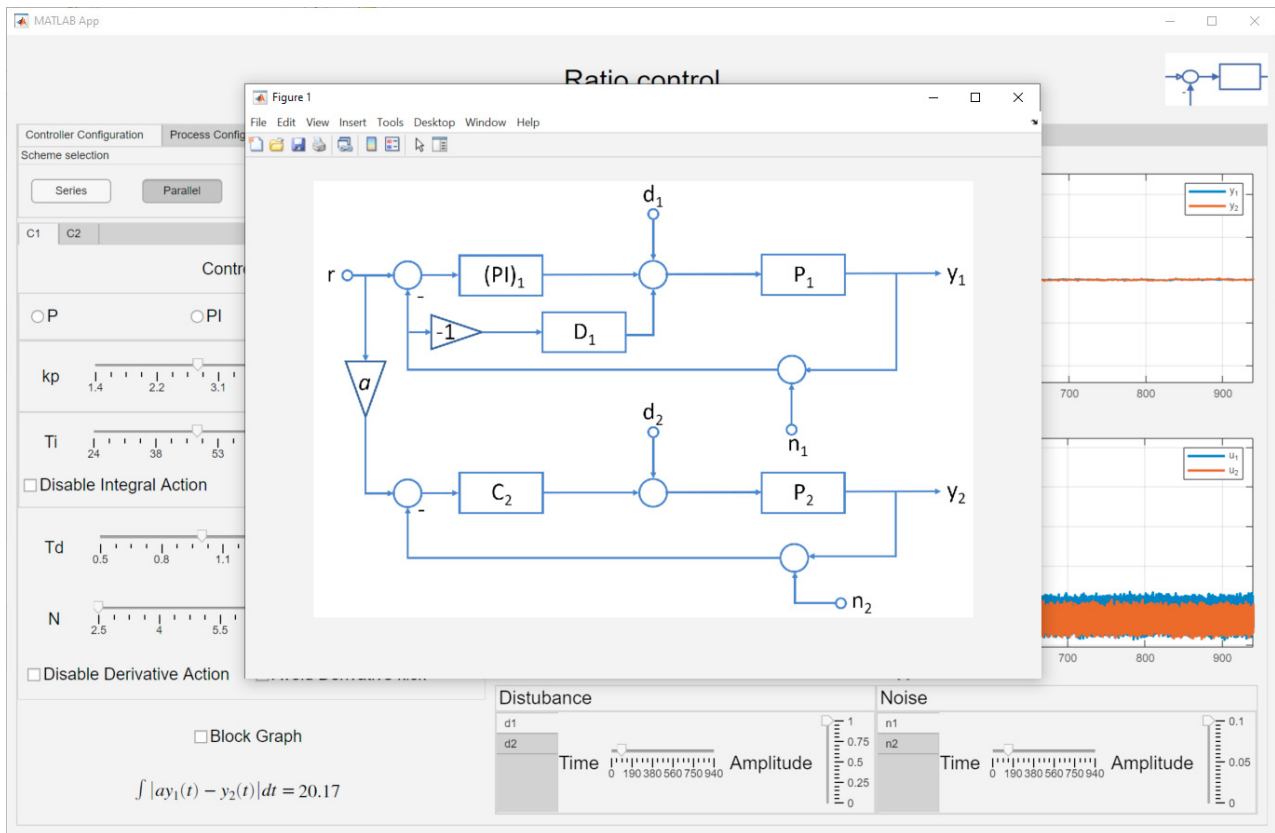 MATLAB App
Ratio control
Figure 1
File Edit View Insert Tools Desktop Window Help
Controller Configuration Process Config
Scheme selection
Series Parallel
C1 C2
Contr
P PI
kp
1.4 2.2 3.1
Ti
24 38 53
Disable Integral Action
Td
0.5 0.8 1.1
N
2.5 4 5.5
Disable Derivative Action Avoid Derivative kick
Block Graph
∫|ay₁(t) − y₂(t)|dt = 20.17
d₁
r (PI)₁ P₁ y₁
-
-1 D₁
a
n₁
d₂
C₂ P₂ y₂
-
n₂
-
y₁
y₂
700 800 900
u₁
u₂
700 800 900
Distubance
d1
d2
Time
0 190 380 560 750 940
Amplitude
1
0.75
0.5
0.25
0
Noise
n1
n2
Time
0 190 380 560 750 940
Amplitude
0.1
0.05
0